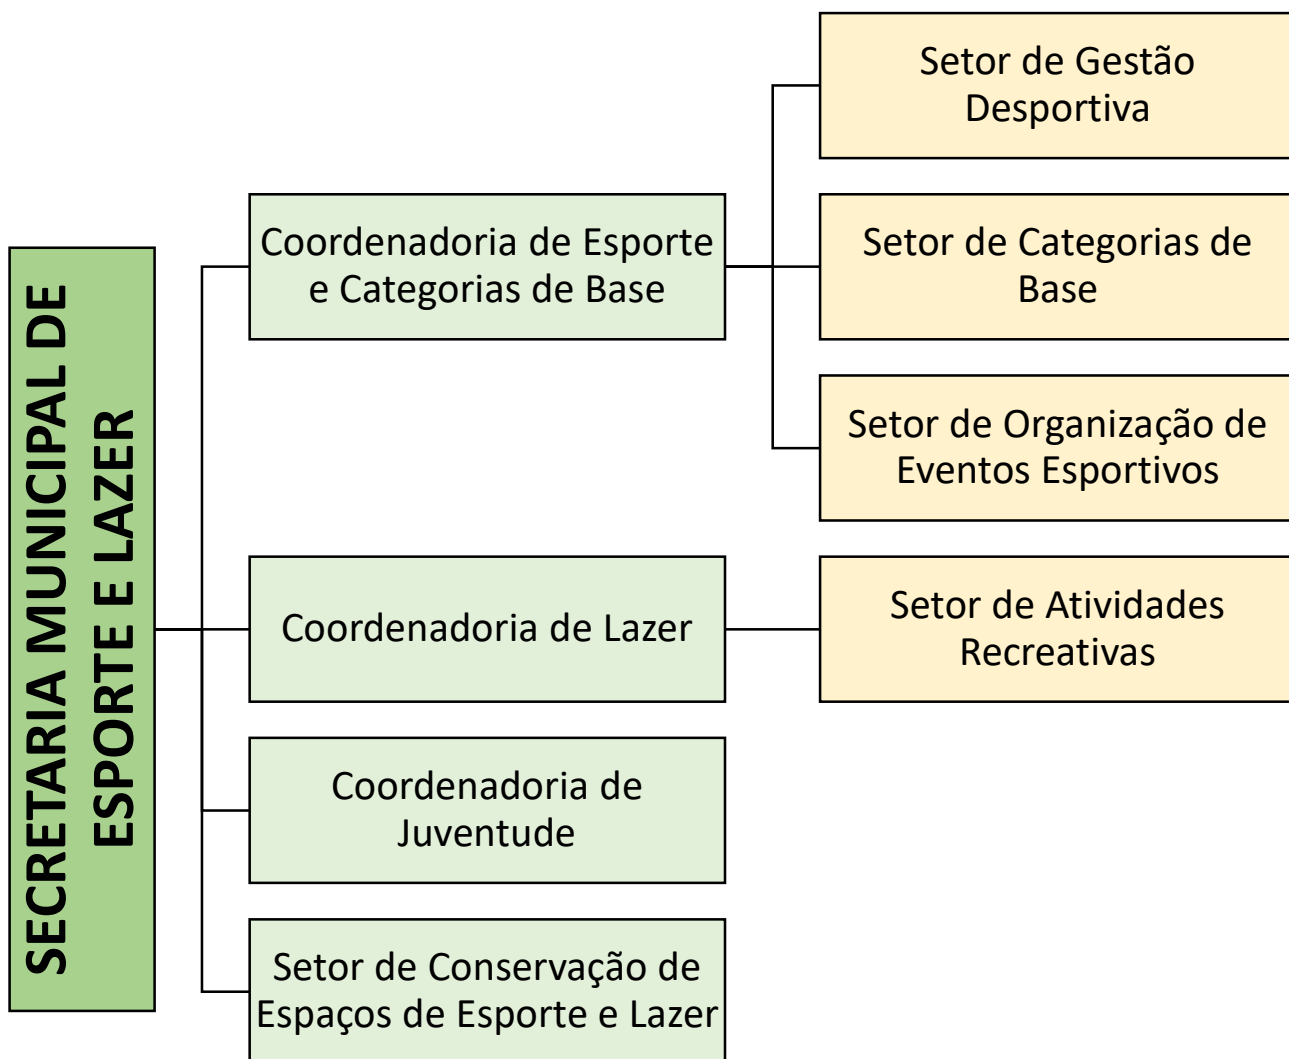 SECRETARIA MUNICIPAL DE
ESPORTE E LAZER
Coordenadoria de Esporte
e Categorias de Base
Setor de Gestão
Desportiva
Setor de Categorias de
Base
Setor de Organização de
Eventos Esportivos
Coordenadoria de Lazer
Setor de Atividades
Recreativas
Coordenadoria de
Juventude
Setor de Conservação de
Espaços de Esporte e Lazer